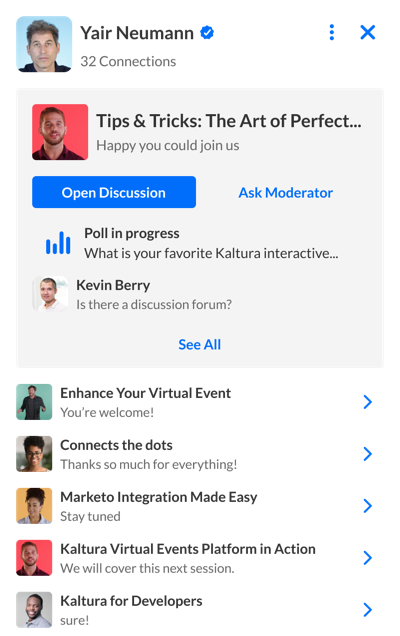 Yair Neumann
32 Connections
Tips & Tricks: The Art of Perfect...
Happy you could join us
Open Discussion
Ask Moderator
Poll in progress
What is your favorite Kaltura interactive...
Kevin Berry
Is there a discussion forum?
See All
Enhance Your Virtual Event
You’re welcome!
Connects the dots
Thanks so much for everything!
Marketo Integration Made Easy
Stay tuned
Kaltura Virtual Events Platform in Action
We will cover this next session.
Kaltura for Developers
sure!